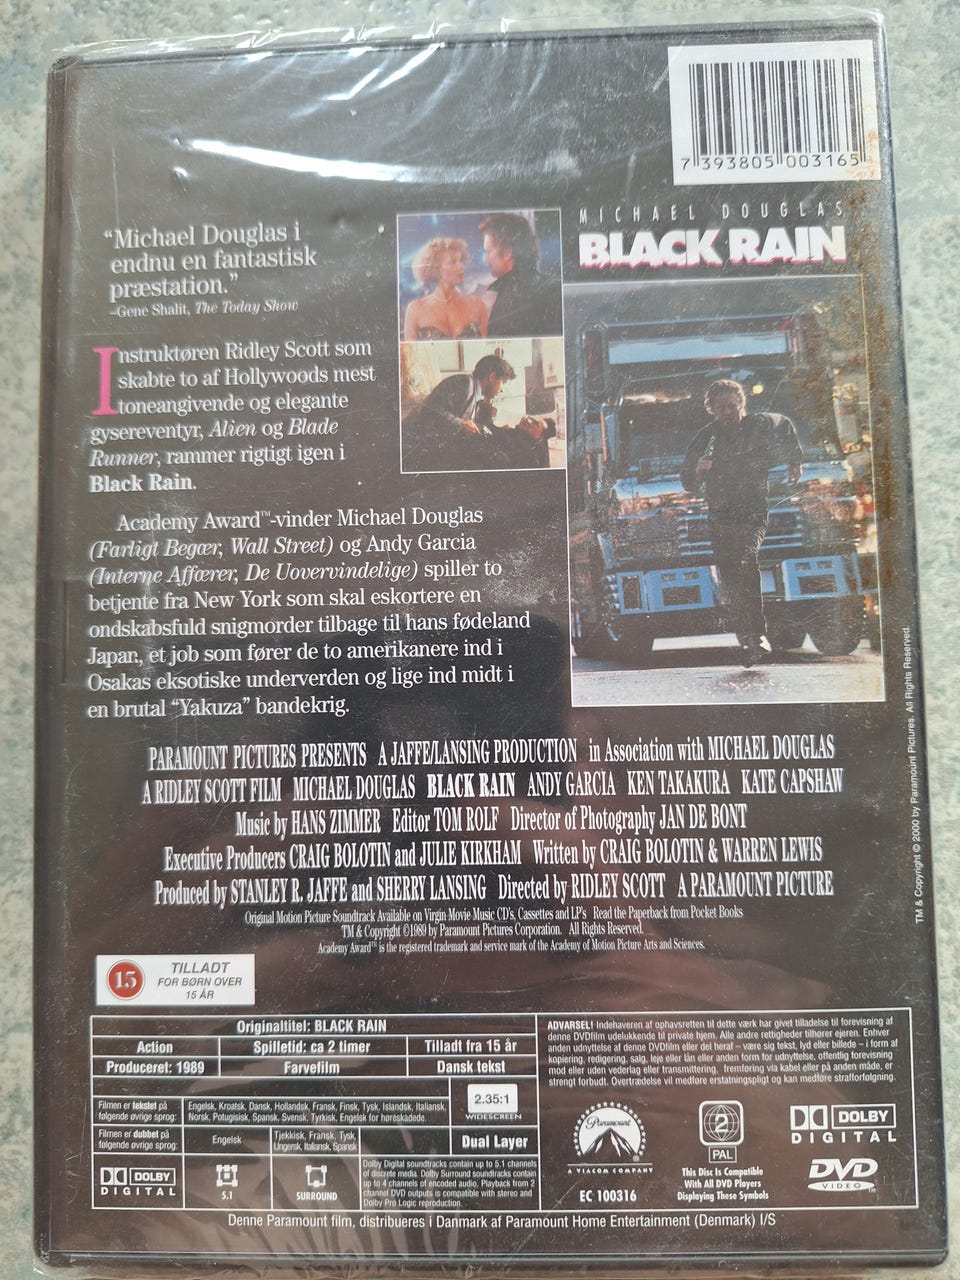 7 393805 003165
MICHAEL DOUGLAS
BLACK RAIN
“Michael Douglas i
endnu en fantastisk
præstation.”
–Gene Shalit, The Today Show
Instruktøren Ridley Scott som
skabte to af Hollywoods mest
toneangivende og elegante
gysereventyr, Alien og Blade
Runner, rammer rigtigt igen i
Black Rain.
Academy Award™-vinder Michael Douglas
(Farligt Begær, Wall Street) og Andy Garcia
(Interne Affærer, De Uovervindelige) spiller to
betjente fra New York som skal eskortere en
ondskabsfuld snigmorder tilbage til hans fødeland
Japan, et job som fører de to amerikanere ind i
Osakas eksotiske underverden og lige ind midt i
en brutal “Yakuza” bandekrig.
PARAMOUNT PICTURES PRESENTS A JAFFE/LANSING PRODUCTION in Association with MICHAEL DOUGLAS
A RIDLEY SCOTT FILM MICHAEL DOUGLAS BLACK RAIN ANDY GARCIA KEN TAKAKURA KATE CAPSHAW
Music by HANS ZIMMER Editor TOM ROLF Director of Photography JAN DE BONT
Executive Producers CRAIG BOLOTIN and JULIE KIRKHAM Written by CRAIG BOLOTIN & WARREN LEWIS
Produced by STANLEY R. JAFFE and SHERRY LANSING Directed by RIDLEY SCOTT A PARAMOUNT PICTURE
Original Motion Picture Soundtrack Available on Virgin Movie Music CD's, Cassettes and LP's Read the Paperback from Pocket Books
TM & Copyright ©1989 by Paramount Pictures Corporation. All Rights Reserved.
Academy Award™ is the registered trademark and service mark of the Academy of Motion Picture Arts and Sciences.
TM & Copyright © 2000 by Paramount Pictures. All Rights Reserved.
15
TILLADT
FOR BØRN OVER
15 ÅR
Originaltitel: BLACK RAIN
Action
Spilletid: ca 2 timer
Tilladt fra 15 år
Produceret: 1989
Farvefilm
Dansk tekst
Filmen er tekstet på
følgende øvrige sprog:
Engelsk, Kroatsk, Dansk, Hollandsk, Fransk, Finsk, Tysk, Islandsk, Italiansk,
Norsk, Potugisisk, Spansk, Svensk, Tyrkisk. Engelsk for høreskadede.
2.35:1
WIDESCREEN
Filmen er dubbet på
følgende øvrige sprog:
Engelsk
Tjekkisk, Fransk, Tysk,
Ungersk, Italiansk, Spansk
Dual Layer
DOLBY
DIGITAL
5.1
SURROUND
Dolby Digital soundtracks contain up to 5.1 channels
of discrete media. Dolby Surround soundtracks contain
up to 4 channels of encoded audio. Playback from 2
channel DVD outputs is compatible with stereo and
Dolby Pro Logic reproduction.
ADVARSEL! Indehaveren af ophavsretten til dette værk har givet tilladelse til forevisning af
denne DVDfilm udelukkende til private hjem. Alle andre rettigheder tilhører ejeren. Enhver
anden udnyttelse af denne DVDfilm eller del heraf – være sig tekst, lyd eller billede – i form af
kopiering, redigering, salg, leje eller lån eller anden form for udnyttelse, offentlig forevisning
mod eller uden vederlag eller transmittering, fremføring via kabel eller på anden måde, er
strengt forbudt. Overtrædelse vil medføre erstatningspligt og kan medføre strafforfølgning.
Paramount
A VIACOM COMPANY
EC 100316
2
PAL
This Disc Is Compatible
With All DVD Players
Displaying These Symbols
DOLBY
DIGITAL
DVD
VIDEO
Denne Paramount film, distribueres i Danmark af Paramount Home Entertainment (Denmark) I/S